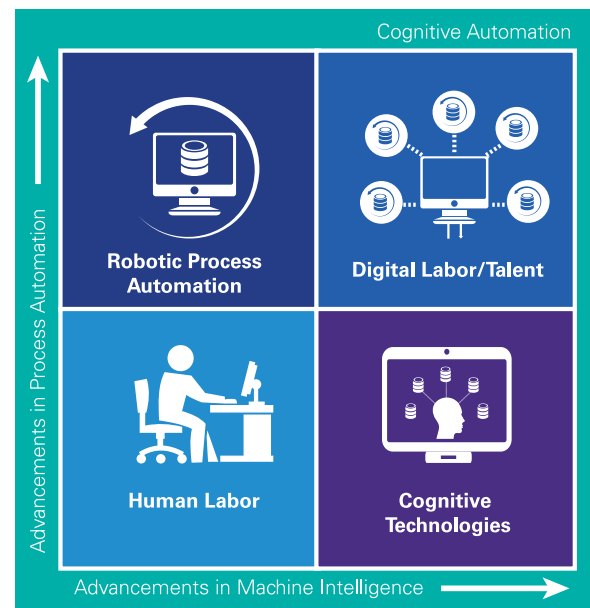 Cognitive Automation
Advancements in Process Automation
Robotic Process
Automation
Digital Labor/Talent
Human Labor
Cognitive
Technologies
Advancements in Machine Intelligence